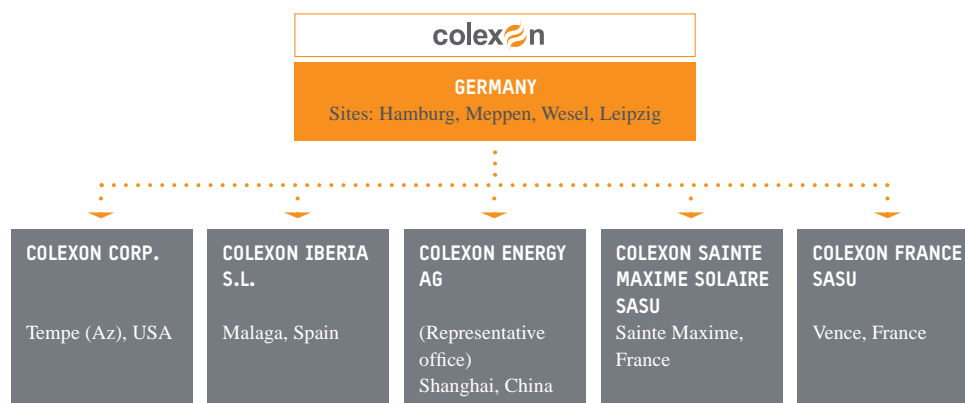 colexon
GERMANY
Sites: Hamburg, Meppen, Wesel, Leipzig
COLEXON CORP.
Tempe (Az), USA
COLEXON IBERIA
S.L.
Malaga, Spain
COLEXON ENERGY
AG
(Representative
office)
Shanghai, China
COLEXON SAINTE
MAXIME SOLAIRE
SASU
Sainte Maxime,
France
COLEXON FRANCE
SASU
Vence, France